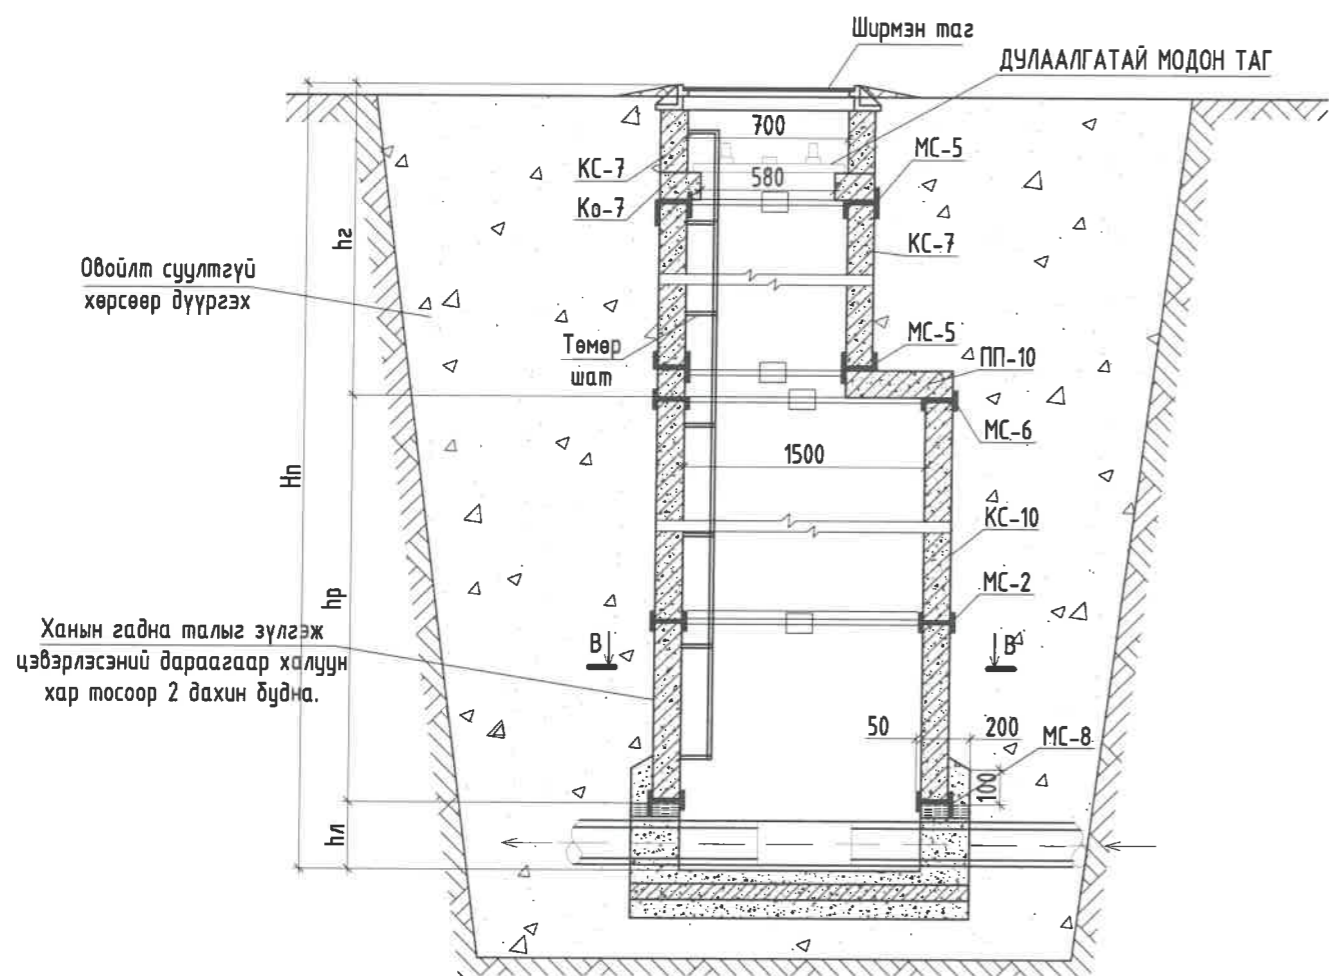 Ширмэн таг
ДУЛААЛГАТАЙ МОДОН ТАГ
700
КС-7
МС-5
580
Ко-7
КС-7
hг
Овойлт суултгүй
хөрсөөр дүүргэх
Төмөр
шат
МС-5
ПП-10
МС-6
1500
Нп
КС-10
hр
МС-2
Ханын гадна талыг зүлгэж
цэвэрлэсэний дараагаар халуун
хар тосоор 2 дахин будна.
В
В
50
200
МС-8
100
hл